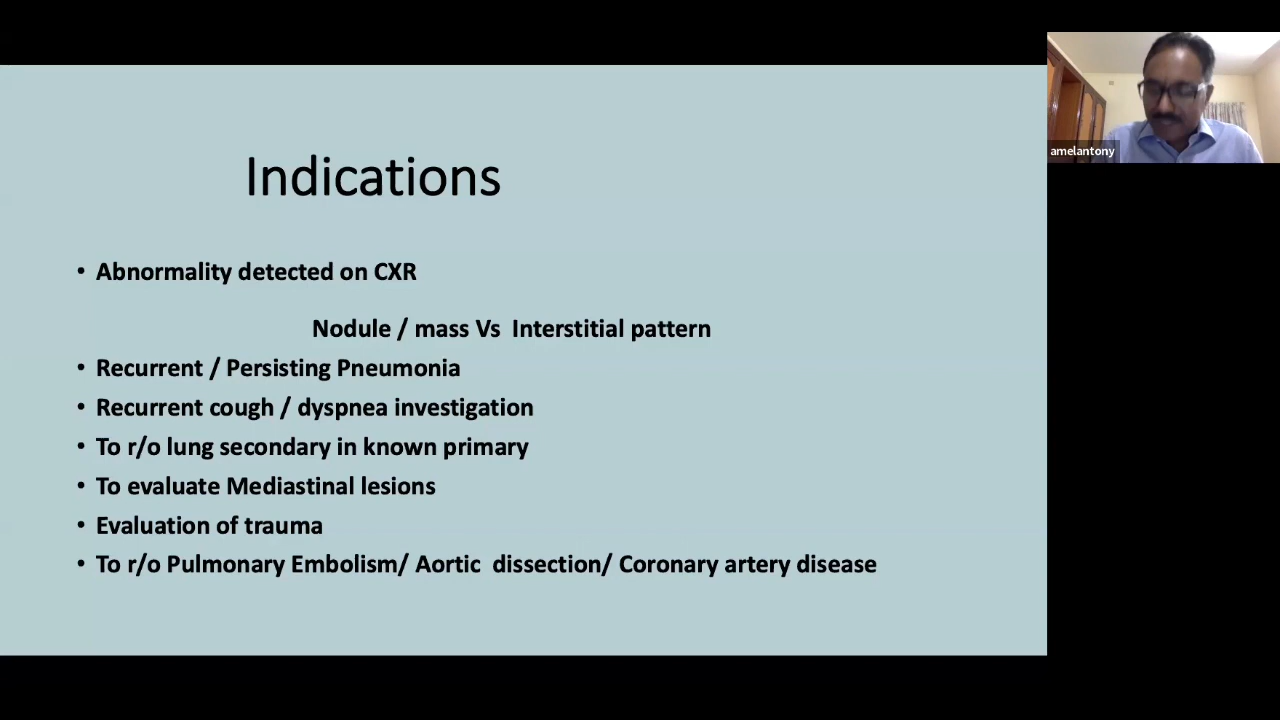 Indications
• Abnormality detected on CXR
Nodule / mass Vs Interstitial pattern
• Recurrent / Persisting Pneumonia
• Recurrent cough / dyspnea investigation
• To r/o lung secondary in known primary
• To evaluate Mediastinal lesions
• Evaluation of trauma
• To r/o Pulmonary Embolism/ Aortic dissection/ Coronary artery disease
amelantony